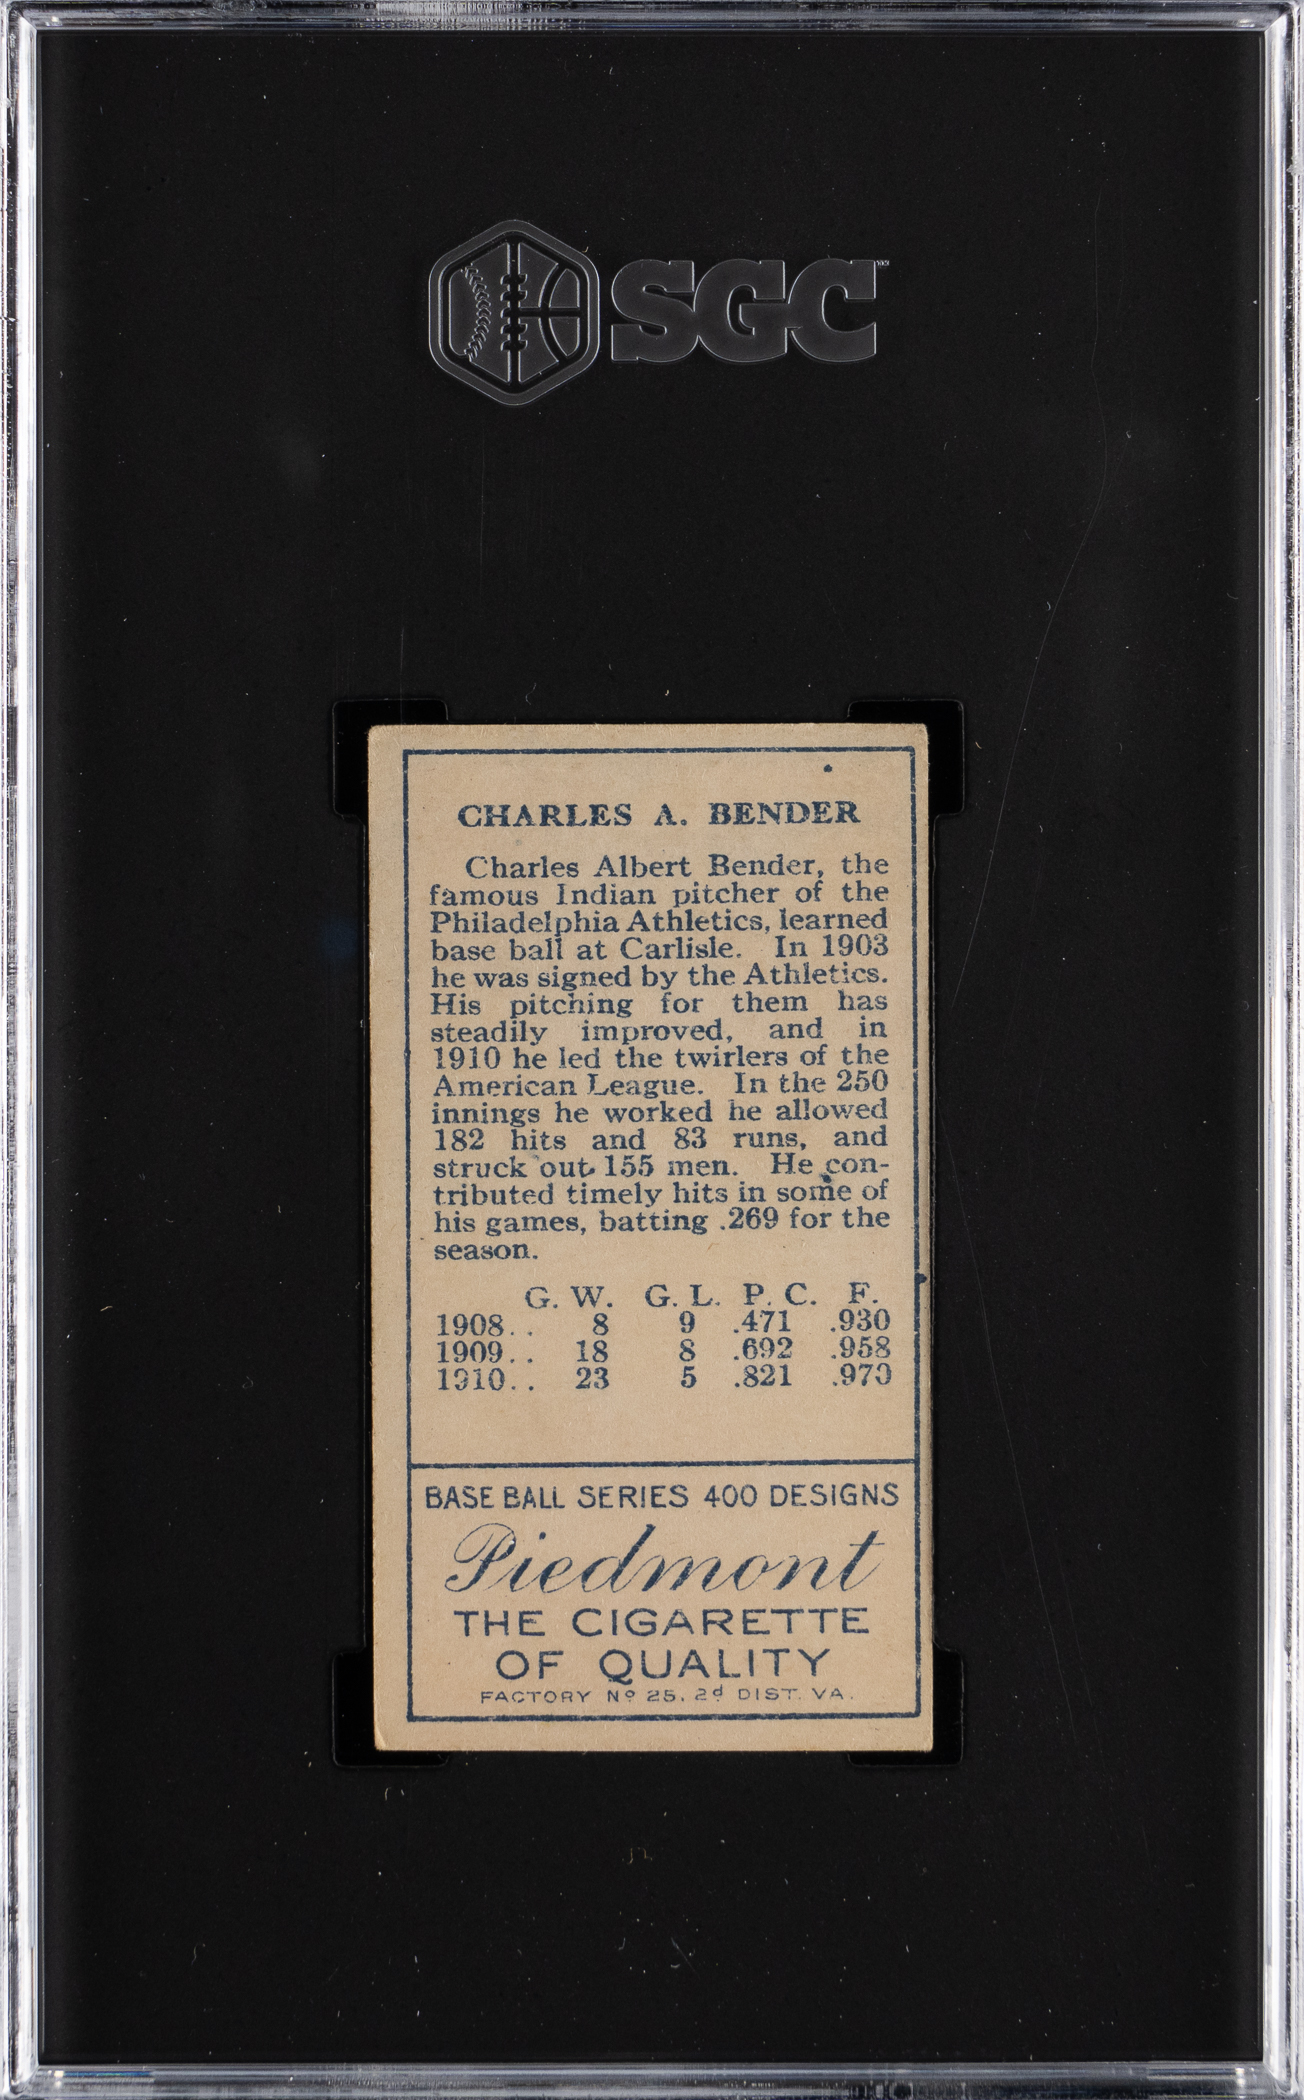 SGC
CHARLES A. BENDER
Charles Albert Bender, the
famous Indian pitcher of the
Philadelphia Athletics, learned
base ball at Carlisle. In 1903
he was signed by the Athletics.
His pitching for them has
steadily improved, and in
1910 he led the twirlers of the
American League. In the 250
innings he worked he allowed
182 hits and 83 runs, and
struck out 155 men. He con-
tributed timely hits in some of
his games, batting .269 for the
season.
G. W. G. L. P. C. F.
1908.. 8 9 .471 .930
1909.. 18 8 .692 .958
1910.. 23 5 .821 .970
BASE BALL SERIES 400 DESIGNS
Piedmont
THE CIGARETTE
OF QUALITY
FACTORY No 25. 2d DIST. VA.